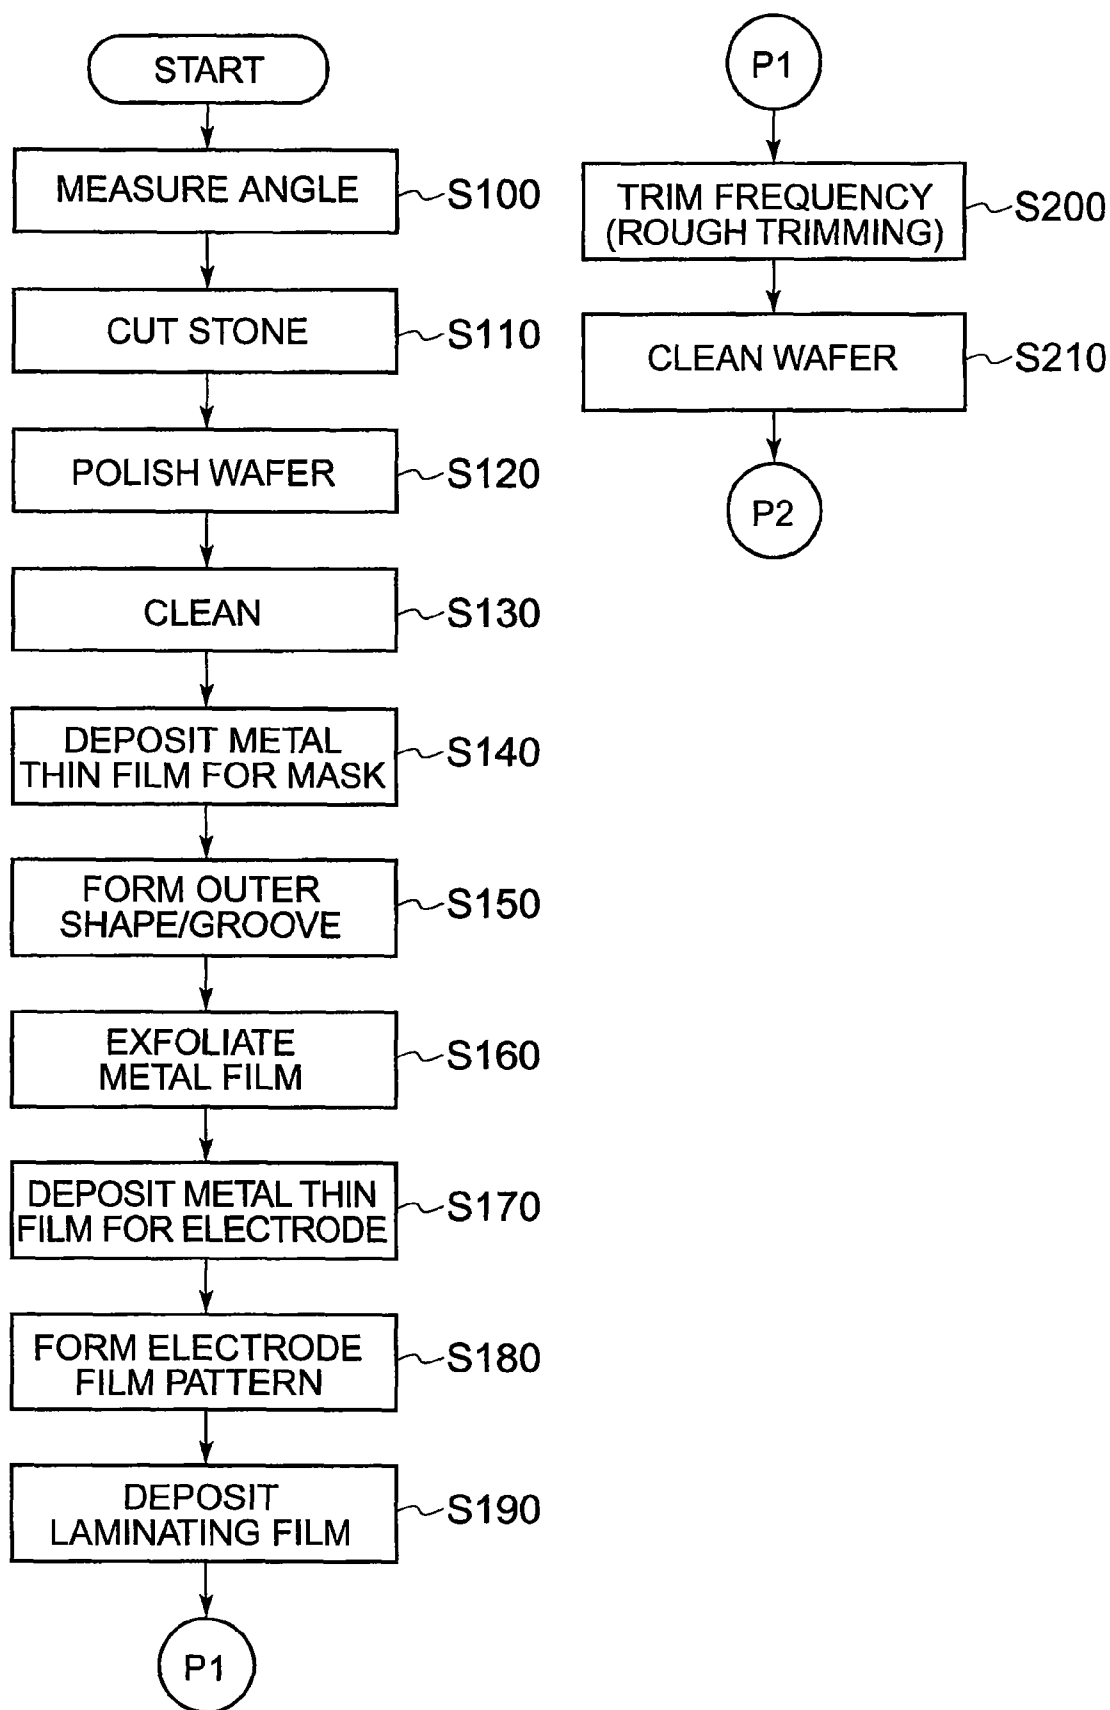 START
MEASURE ANGLE
S100
CUT STONE
S110
POLISH WAFER
S120
CLEAN
S130
DEPOSIT METAL
THIN FILM FOR MASK
S140
FORM OUTER
SHAPE/GROOVE
S150
EXFOLIATE
METAL FILM
S160
DEPOSIT METAL THIN
FILM FOR ELECTRODE
S170
FORM ELECTRODE
FILM PATTERN
S180
DEPOSIT
LAMINATING FILM
S190
P1
P1
TRIM FREQUENCY
(ROUGH TRIMMING)
S200
CLEAN WAFER
S210
P2